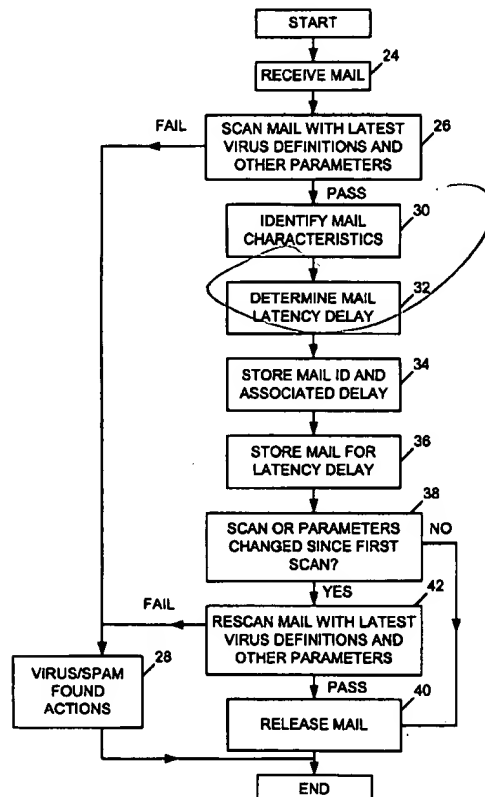 START
24
RECEIVE MAIL
FAIL
26
SCAN MAIL WITH LATEST
VIRUS DEFINITIONS AND
OTHER PARAMETERS
PASS
30
IDENTIFY MAIL
CHARACTERISTICS
32
DETERMINE MAIL
LATENCY DELAY
34
STORE MAIL ID AND
ASSOCIATED DELAY
36
STORE MAIL FOR
LATENCY DELAY
38
SCAN OR PARAMETERS
CHANGED SINCE FIRST
SCAN?
NO
YES
42
FAIL
RESCAN MAIL WITH LATEST
VIRUS DEFINITIONS AND
OTHER PARAMETERS
28
VIRUS/SPAM
FOUND
ACTIONS
PASS
40
RELEASE MAIL
END